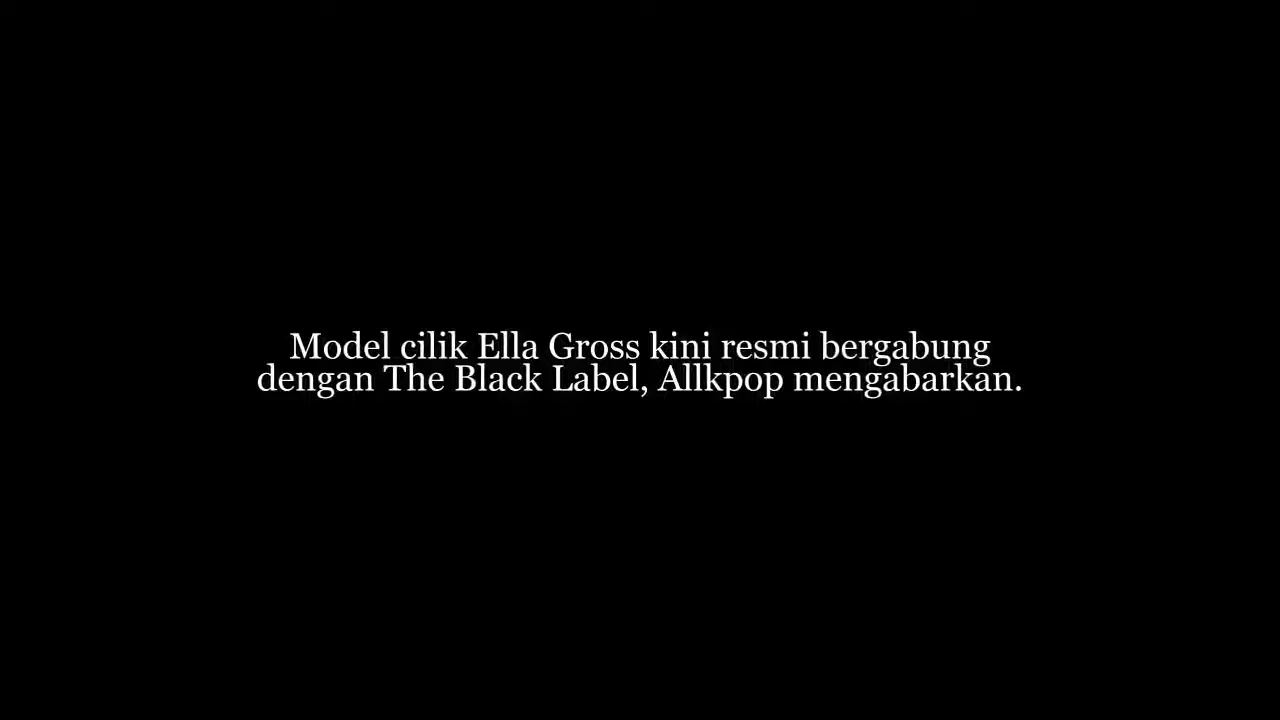 Model cilik Ella Gross kini resmi bergabung
dengan The Black Label, Allkpop mengabarkan.